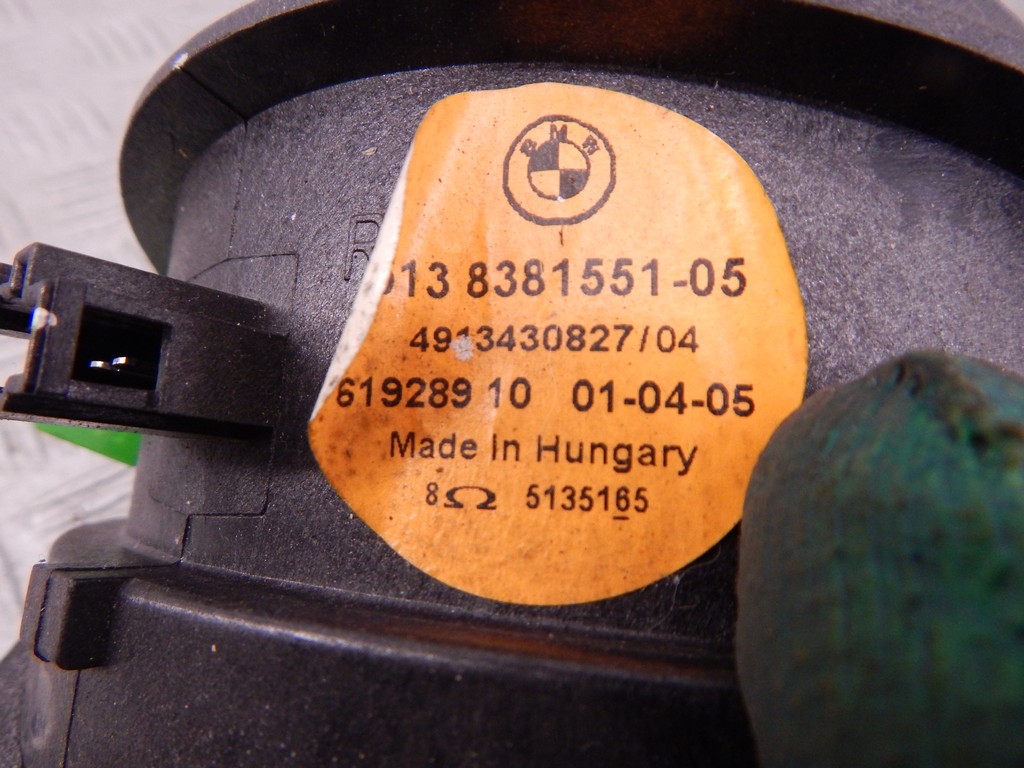 BMW
13 8381551-05
4913430827/04
619289 10 01-04-05
Made In Hungary
8Ω 5135165
R